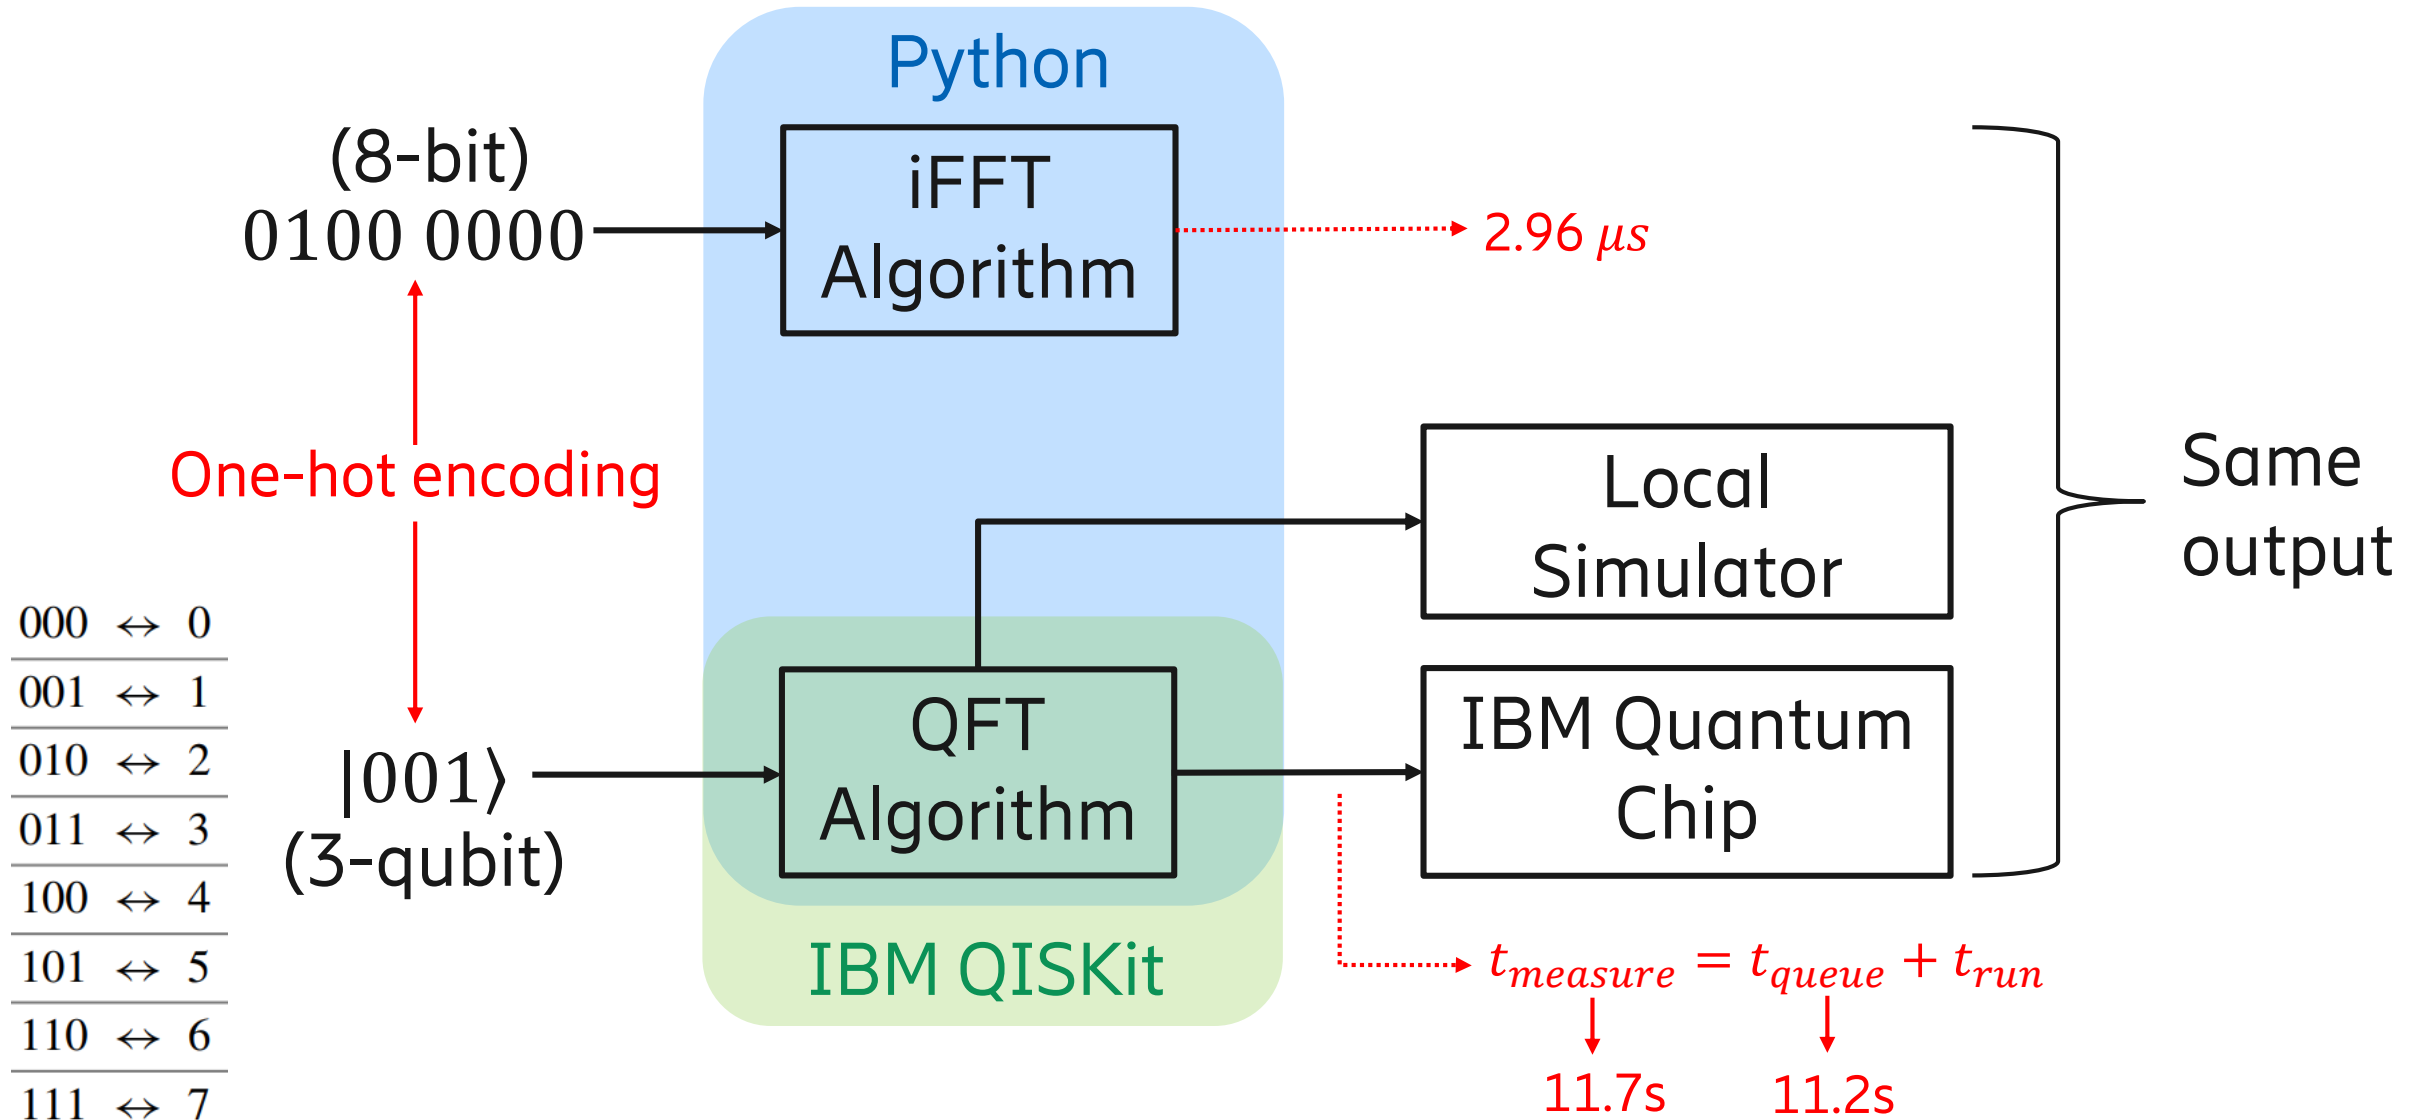 Python
(8-bit)
0100 0000
iFFT
Algorithm
2.96 μs
One-hot encoding
Local
Simulator
Same
output
000 ↔ 0
001 ↔ 1
010 ↔ 2
011 ↔ 3
100 ↔ 4
101 ↔ 5
110 ↔ 6
111 ↔ 7
|001⟩
(3-qubit)
QFT
Algorithm
IBM Quantum
Chip
IBM QISKit
t_measure = t_queue + t_run
11.7s 11.2s